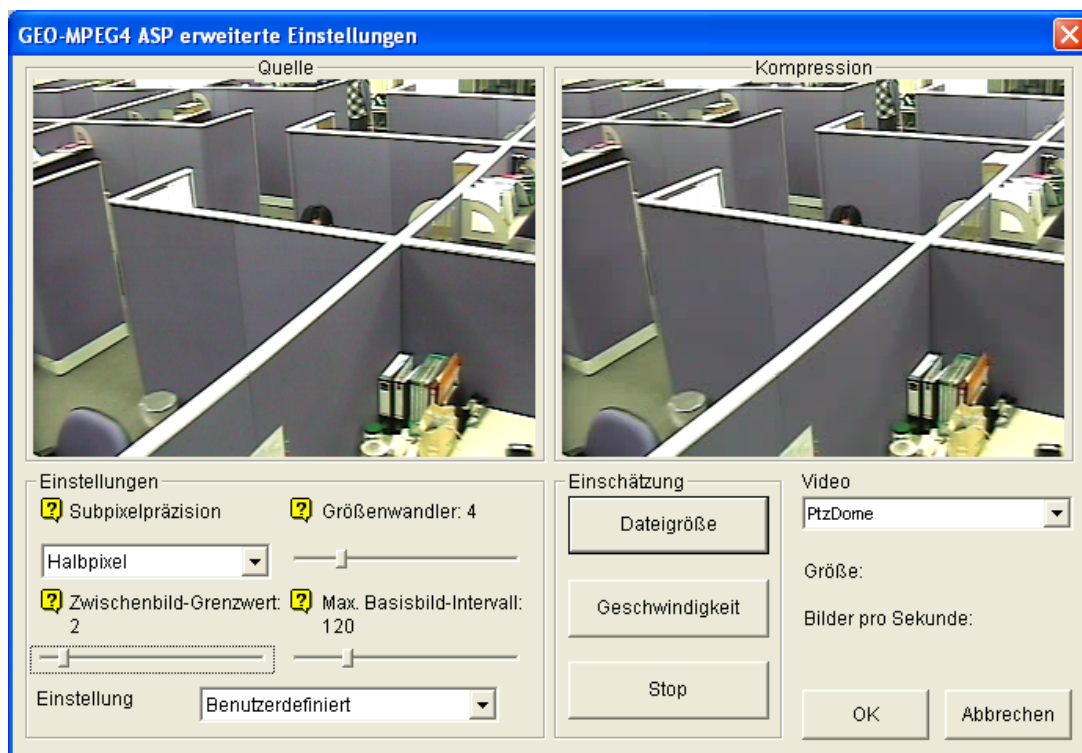 GEO-MPEG4 ASP erweiterte Einstellungen
Quelle
Kompression
Einstellungen
Subpixelpräzision
Größenwandler: 4
Halbpixel
Zwischenbild-Grenzwert:
2
Max. Basisbild-Intervall:
120
Einstellung
Benutzerdefiniert
Einschätzung
Dateigröße
Geschwindigkeit
Stop
Video
PtzDome
Größe:
Bilder pro Sekunde:
OK
Abbrechen